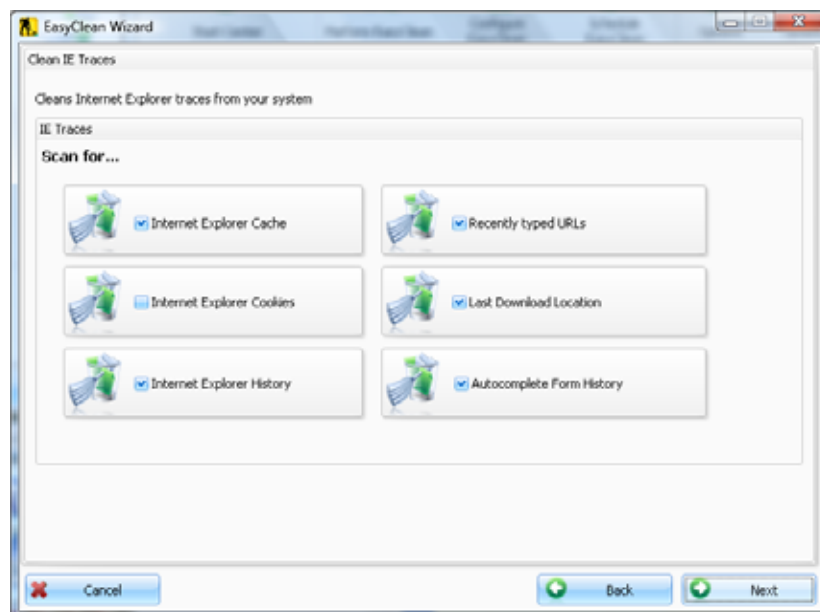 EasyClean Wizard
Clean IE Traces
Cleans Internet Explorer traces from your system
IE Traces
Scan for...
Internet Explorer Cache
Recently typed URLs
Internet Explorer Cookies
Last Download Location
Internet Explorer History
Autocomplete Form History
Cancel
Back
Next